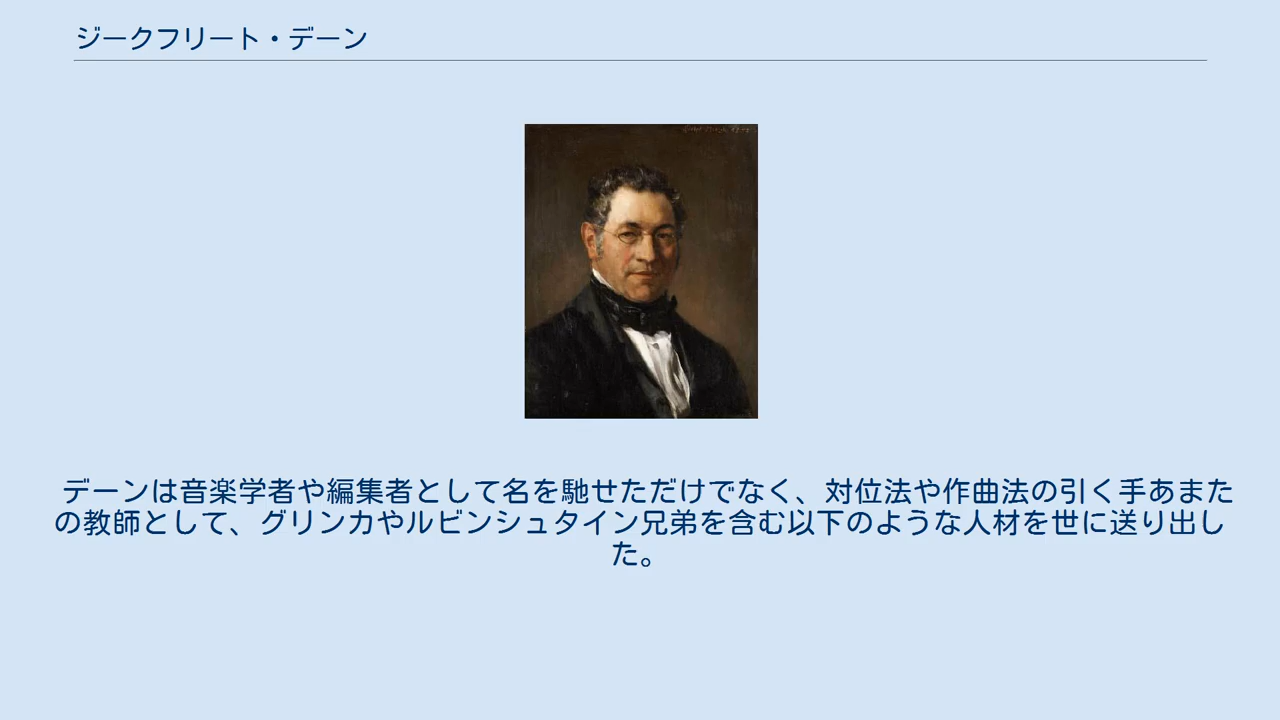 ジークフリート・デーン
デーンは音楽学者や編集者として名を馳せただけでなく、対位法や作曲法の引く手あまた
の教師として、グリンカやルビンシュタイン兄弟を含む以下のような人材を世に送り出し
た。